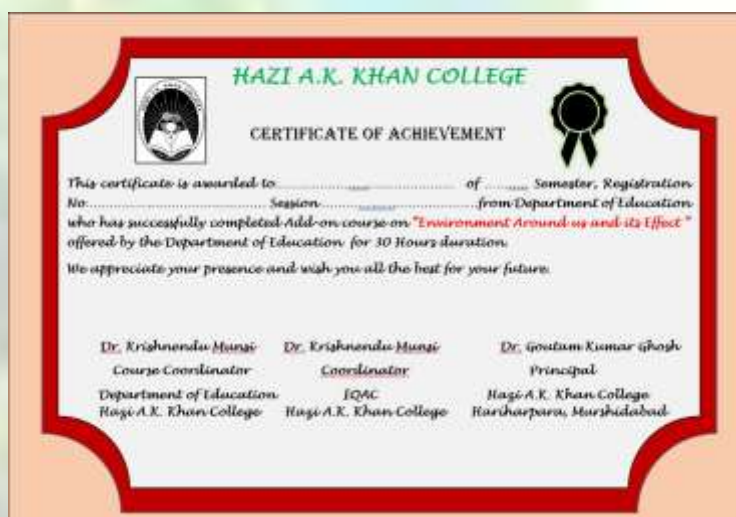 HAZI A.K. KHAN COLLEGE
CERTIFICATE OF ACHIEVEMENT
This certificate is awarded to........................................ of ........... Semester, Registration
No........................................Session...........................from Department of Education
who has successfully completed Add-on course on "Environment Around us and its Effect "
offered by the Department of Education for 30 Hours duration.
We appreciate your presence and wish you all the best for your future.
Dr. Krishnendu Munsi Dr. Krishnendu Munsi Dr. Goutam Kumar Ghosh
Course Coordinator Coordinator Principal
Department of Education IQAC Hazi A.K. Khan College
Hazi A.K. Khan College Hazi A.K. Khan College Hariharpara, Murshidabad